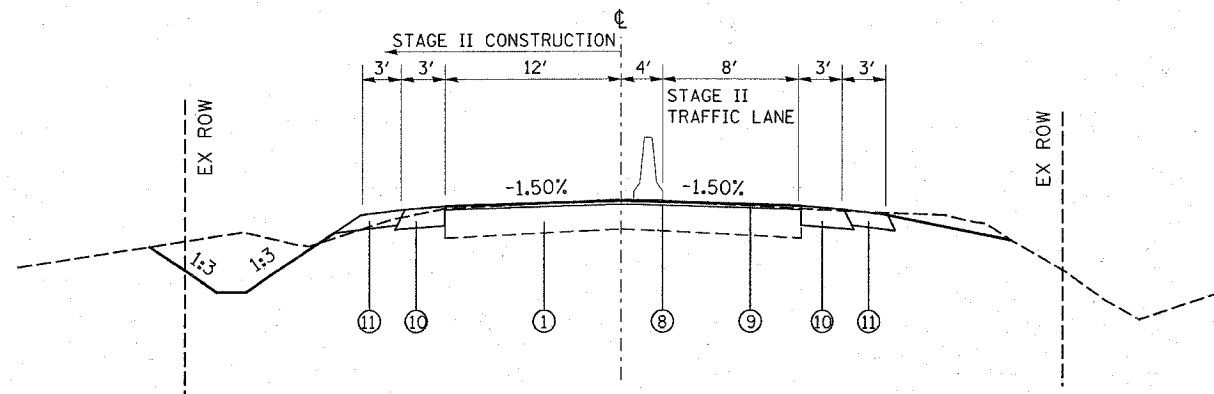 ℄
STAGE II CONSTRUCTION
3' 3' 12' 4' 8' 3' 3'
STAGE II
TRAFFIC LANE
EX ROW
EX ROW
-1.50% -1.50%
1:3 1:3
11 10 1 8 9 10 11